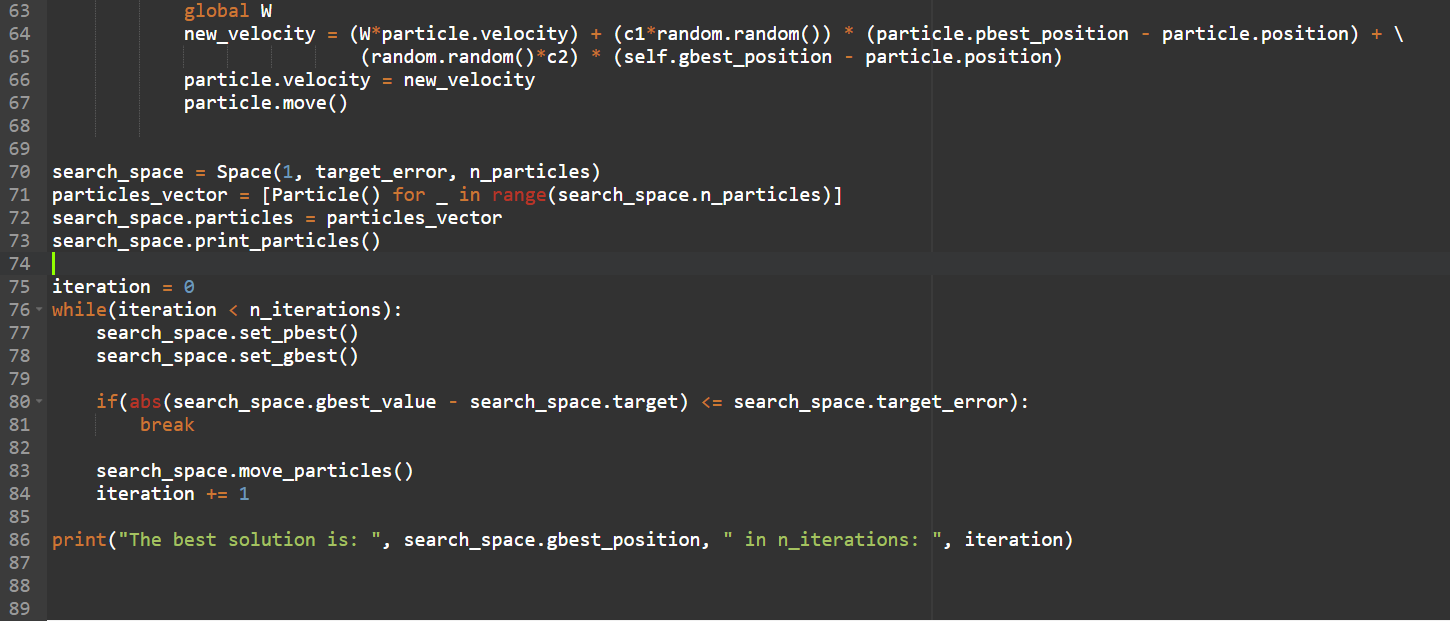 63             global W
64             new_velocity = (W*particle.velocity) + (c1*random.random()) * (particle.pbest_position - particle.position) + \
65                             (random.random()*c2) * (self.gbest_position - particle.position)
66             particle.velocity = new_velocity
67             particle.move()
68
69
70 search_space = Space(1, target_error, n_particles)
71 particles_vector = [Particle() for _ in range(search_space.n_particles)]
72 search_space.particles = particles_vector
73 search_space.print_particles()
74
75 iteration = 0
76 while(iteration < n_iterations):
77     search_space.set_pbest()
78     search_space.set_gbest()
79
80     if(abs(search_space.gbest_value - search_space.target) <= search_space.target_error):
81         break
82
83     search_space.move_particles()
84     iteration += 1
85
86 print("The best solution is: ", search_space.gbest_position, " in n_iterations: ", iteration)
87
88
89